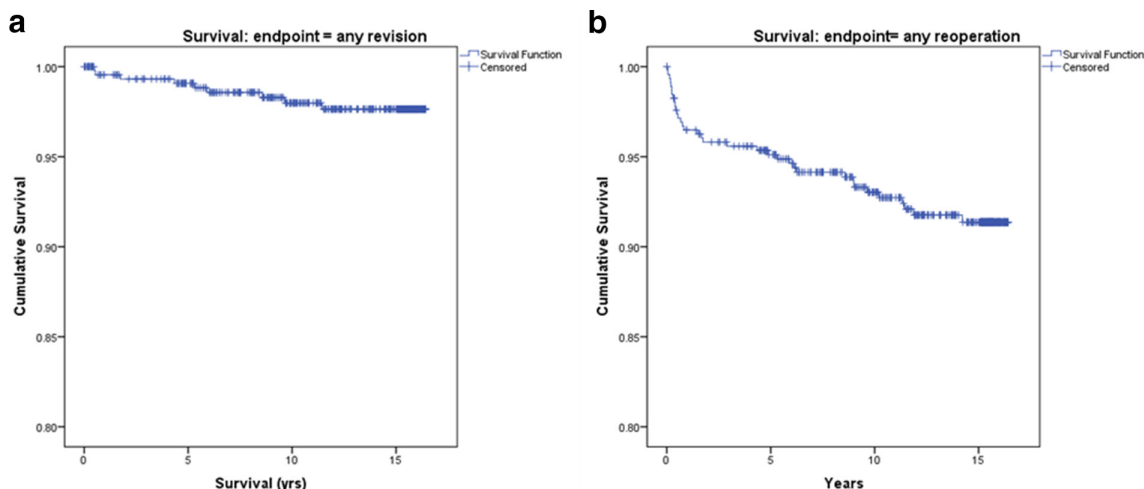 a
Survival: endpoint = any revision
Survival Function
Censored
1.00
0.95
0.90
0.85
0.80
Cumulative Survival
0
5
10
15
Survival (yrs)
b
Survival: endpoint= any reoperation
Survival Function
Censored
1.00
0.95
0.90
0.85
0.80
Cumulative Survival
0
5
10
15
Years